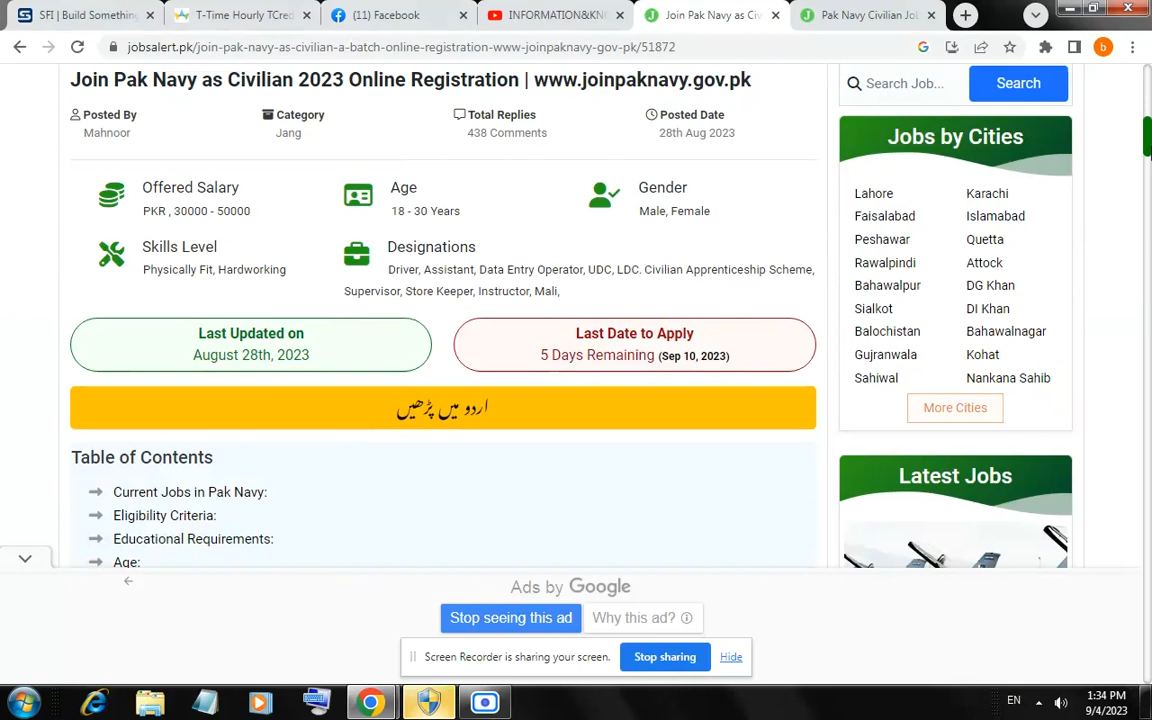 SFI | Build Something
T-Time Hourly TCred
(11) Facebook
INFORMATION&KN
Join Pak Navy as Civ
Pak Navy Civilian Jo
b
jobsalert.pk/join-pak-navy-as-civilian-a-batch-online-registration-www-joinpaknavy-gov-pk/51872
Join Pak Navy as Civilian 2023 Online Registration | www.joinpaknavy.gov.pk
Posted By
Mahnoor
Category
Jang
Total Replies
438 Comments
Posted Date
28th Aug 2023
Offered Salary
PKR , 30000 - 50000
Age
18 - 30 Years
Gender
Male, Female
Skills Level
Physically Fit, Hardworking
Designations
Driver, Assistant, Data Entry Operator, UDC, LDC. Civilian Apprenticeship Scheme,
Supervisor, Store Keeper, Instructor, Mali,
Last Updated on
August 28th, 2023
Last Date to Apply
5 Days Remaining (Sep 10, 2023)
اردو میں پڑھیں
Table of Contents
Current Jobs in Pak Navy:
Eligibility Criteria:
Educational Requirements:
Age:
Search Job...
Search
Jobs by Cities
Lahore Karachi
Faisalabad Islamabad
Peshawar Quetta
Rawalpindi Attock
Bahawalpur DG Khan
Sialkot DI Khan
Balochistan Bahawalnagar
Gujranwala Kohat
Sahiwal Nankana Sahib
More Cities
Latest Jobs
Ads by Google
Stop seeing this ad
Why this ad?
Screen Recorder is sharing your screen.
Stop sharing
Hide
EN
1:34 PM
9/4/2023